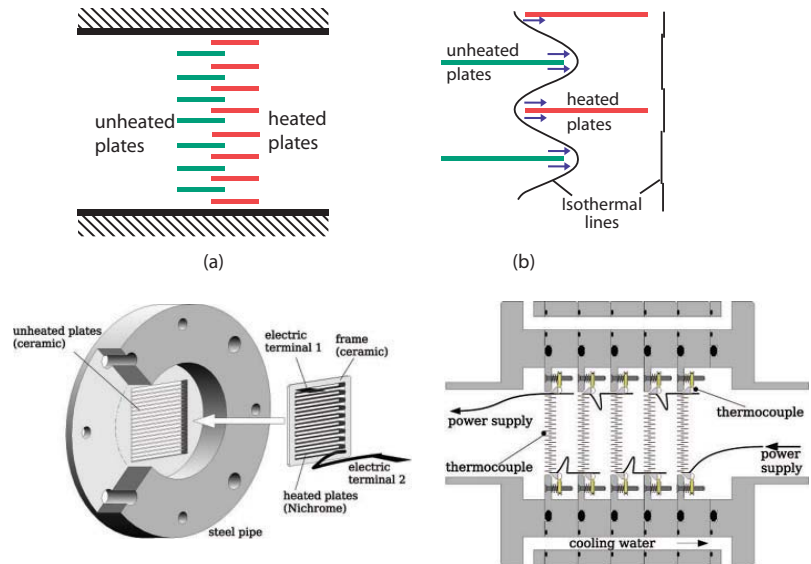 unheated
plates
heated
plates
(a)
unheated
plates
heated
plates
Isothermal
lines
(b)
unheated plates
(ceramic)
electric
terminal 1
frame
(ceramic)
electric
terminal 2
heated plates
(Nichrome)
steel pipe
power supply
thermocouple
thermocouple
power
supply
cooling water